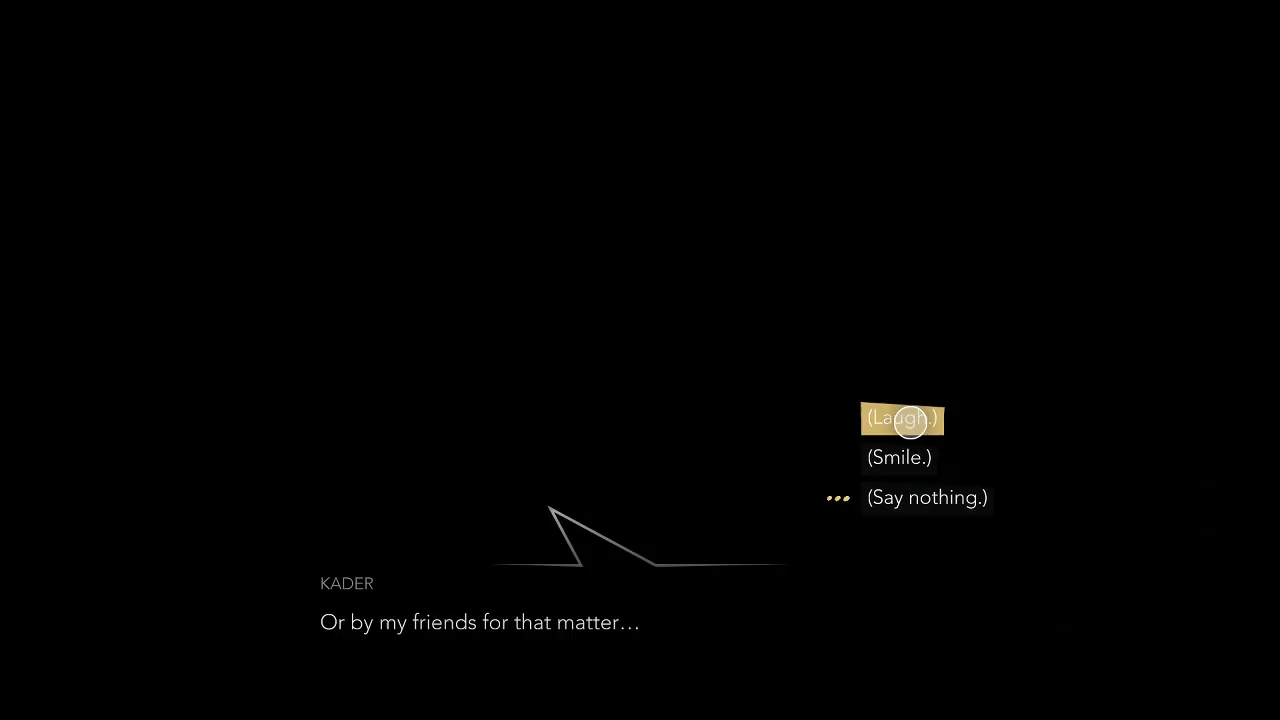 (Laugh.)
(Smile.)
(Say nothing.)
KADER
Or by my friends for that matter…